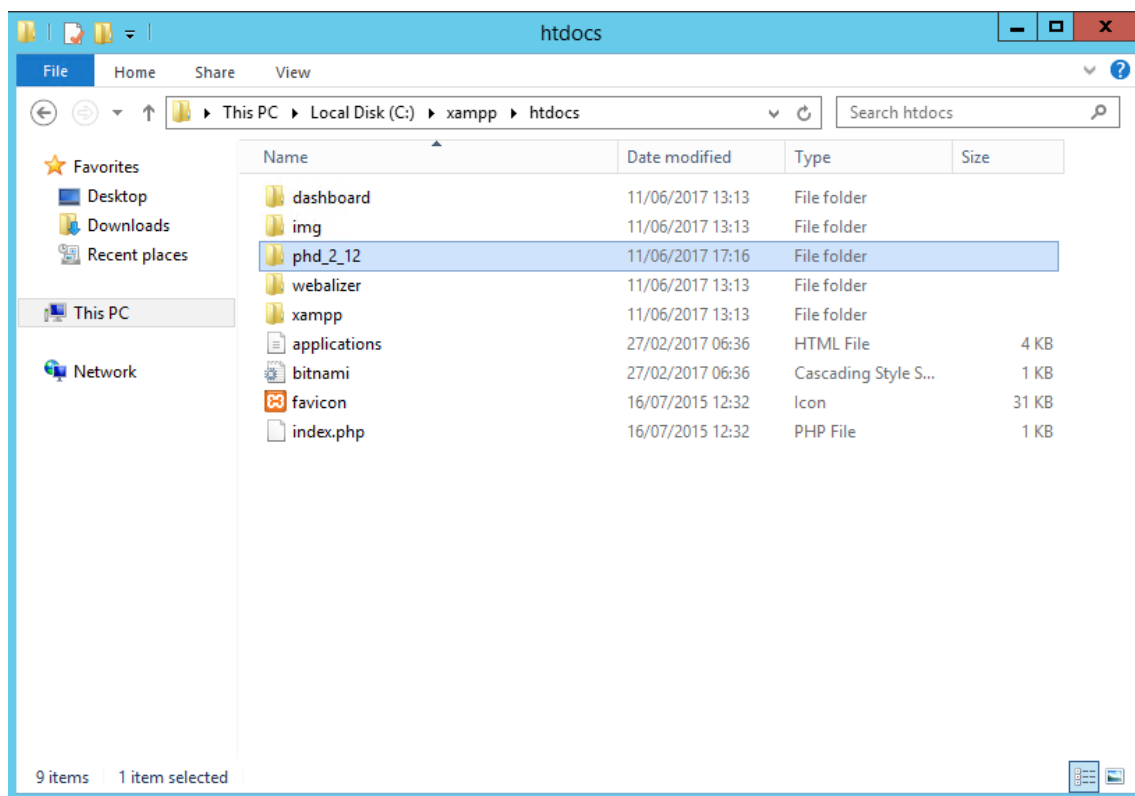 htdocs
File Home Share View
This PC Local Disk (C:) xampp htdocs Search htdocs
Favorites
Desktop
Downloads
Recent places
This PC
Network
Name Date modified Type Size
dashboard 11/06/2017 13:13 File folder
img 11/06/2017 13:13 File folder
phd_2_12 11/06/2017 17:16 File folder
webalizer 11/06/2017 13:13 File folder
xampp 11/06/2017 13:13 File folder
applications 27/02/2017 06:36 HTML File 4 KB
bitnami 27/02/2017 06:36 Cascading Style S... 1 KB
favicon 16/07/2015 12:32 Icon 31 KB
index.php 16/07/2015 12:32 PHP File 1 KB
9 items 1 item selected